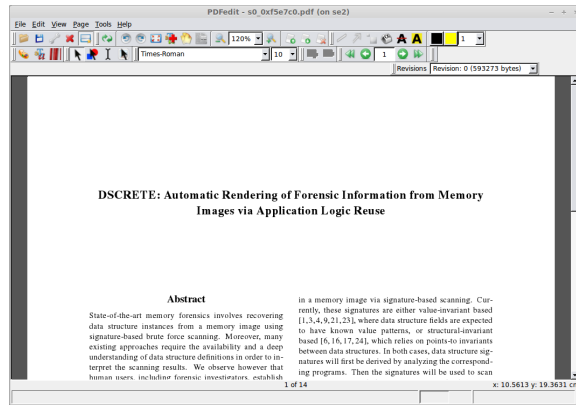 PDFedit - s0_0xf5e7c0.pdf (on se2)
File Edit View Page Tools Help
120% 1
Times-Roman 10 1
Revisions Revision: 0 (593273 bytes)
DSCRETE: Automatic Rendering of Forensic Information from Memory
Images via Application Logic Reuse
Abstract
State-of-the-art memory forensics involves recovering
data structure instances from a memory image using
signature-based brute force scanning. Moreover, many
existing approaches require the availability and a deep
understanding of data structure definitions in order to in-
terpret the scanning results. We observe however that
human users, including forensic investigators, establish
in a memory image via signature-based scanning. Cur-
rently, these signatures are either value-invariant based
[1,3,4,9,21,23], where data structure fields are expected
to have known value patterns, or structural-invariant
based [6,16,17,24], which relies on points-to invariants
between data structures. In both cases, data structure sig-
natures will first be derived by analyzing the correspond-
ing programs. Then the signatures will be used to scan
1 of 14
x: 10.5613 y: 19.3631 cm